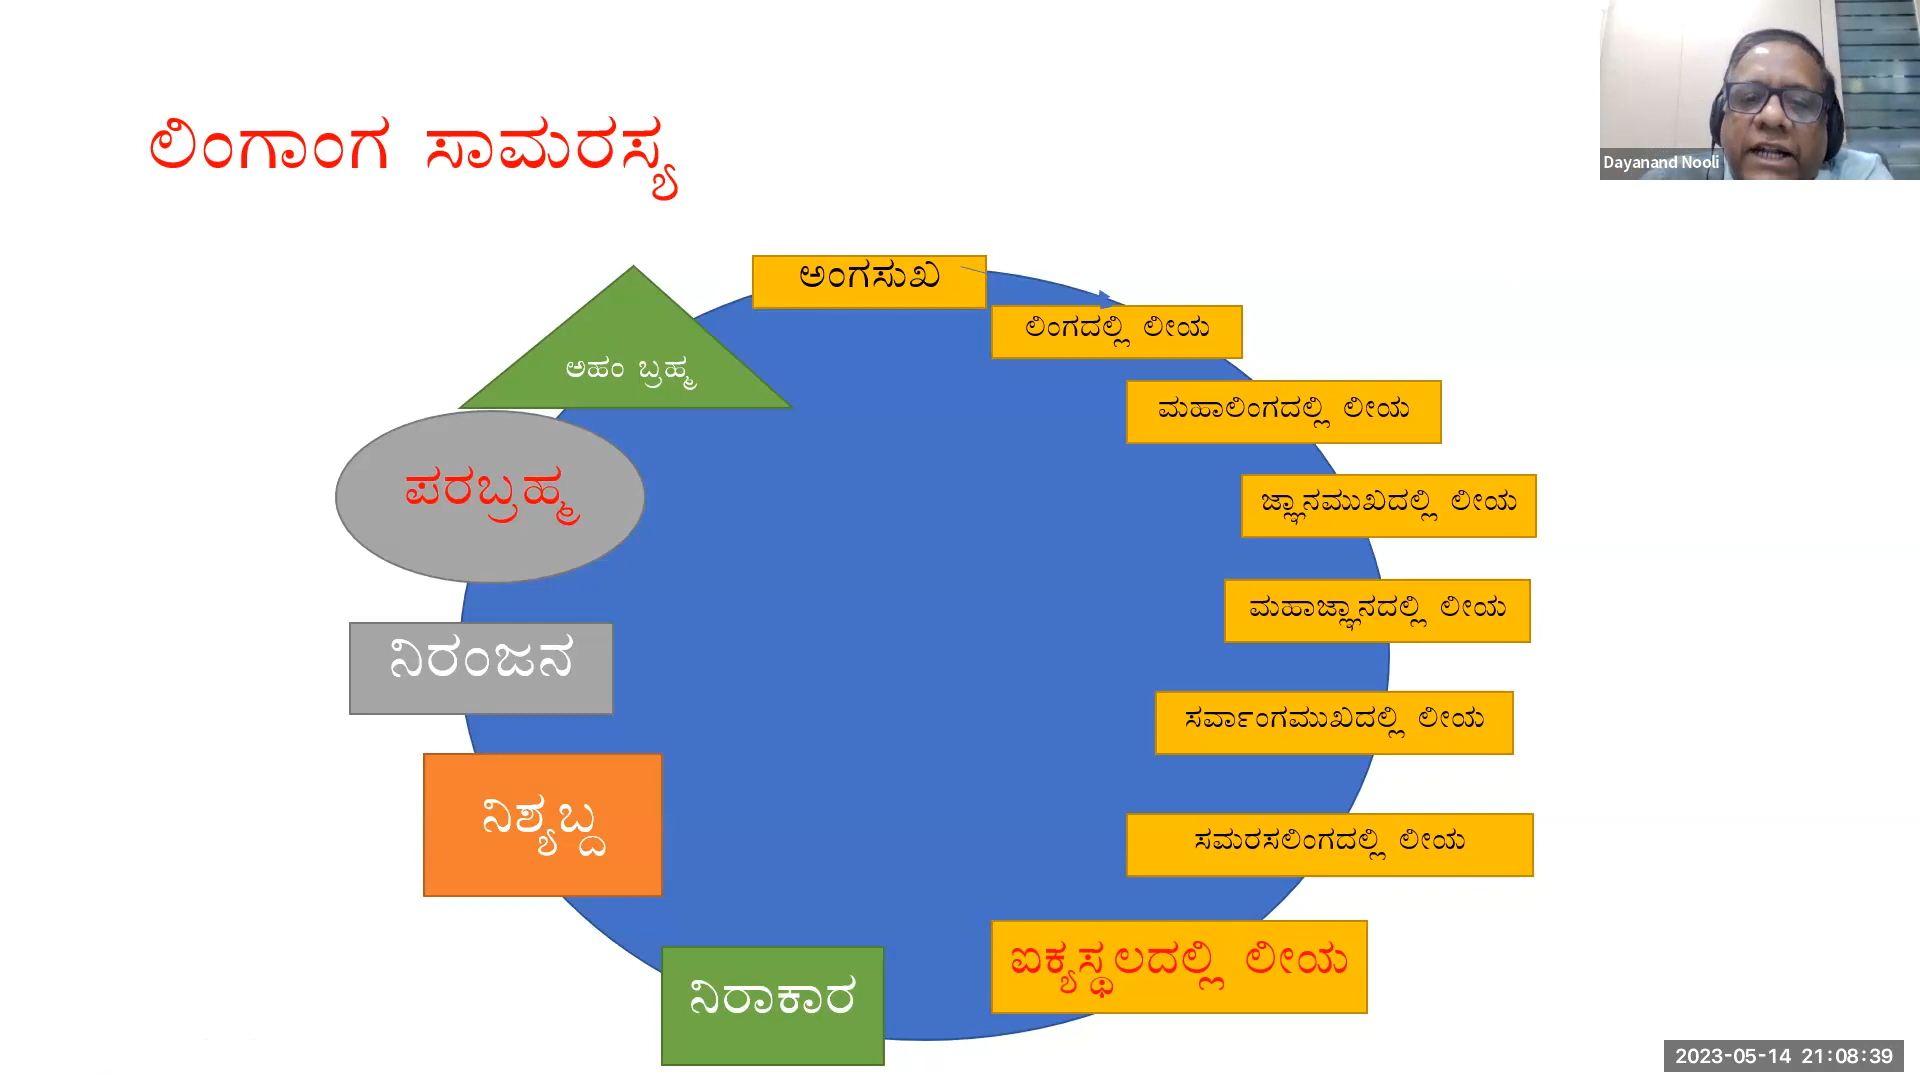 ಲಿಂಗಾಂಗ ಸಾಮರಸ್ಯ
Dayanand Nooli
ಅಂಗಸುಖ
ಲಿಂಗದಲ್ಲಿ ಲೀಯ
ಮಹಾಲಿಂಗದಲ್ಲಿ ಲೀಯ
ಜ್ಞಾನಮುಖದಲ್ಲಿ ಲೀಯ
ಮಹಾಜ್ಞಾನದಲ್ಲಿ ಲೀಯ
ಸರ್ವಾಂಗಮುಖದಲ್ಲಿ ಲೀಯ
ಸಮರಸಲಿಂಗದಲ್ಲಿ ಲೀಯ
ಐಕ್ಯಸ್ಥಲದಲ್ಲಿ ಲೀಯ
ನಿರಾಕಾರ
ನಿಶ್ಯಬ್ದ
ನಿರಂಜನ
ಪರಬ್ರಹ್ಮ
ಅಹಂ ಬ್ರಹ್ಮ
2023-05-14 21:08:39